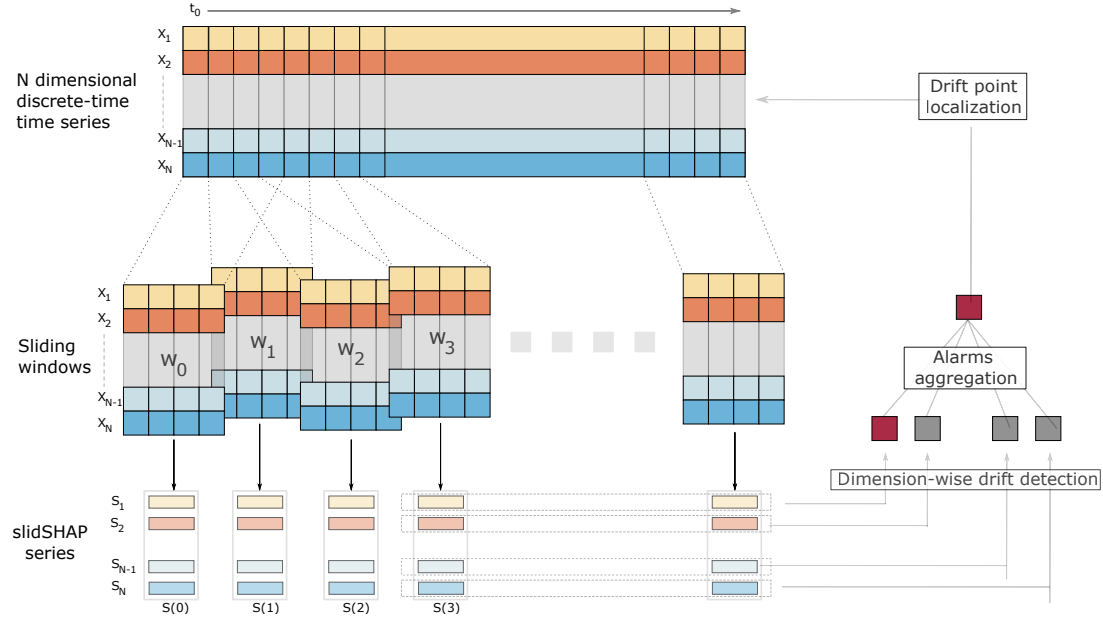 t0
X1
X2
N dimensional
discrete-time
time series
XN-1
XN
Drift point
localization
X1
X2
Sliding
windows
XN-1
XN
W0
W1
W2
W3
Alarms
aggregation
Dimension-wise drift detection
slidSHAP
series
S1
S2
SN-1
SN
S(0)
S(1)
S(2)
S(3)